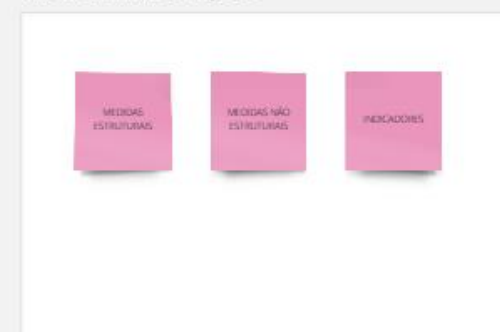 MEDIDAS
ESTRUTURAIS
MEDIDAS NÃO
ESTRUTURAIS
INDICADORES